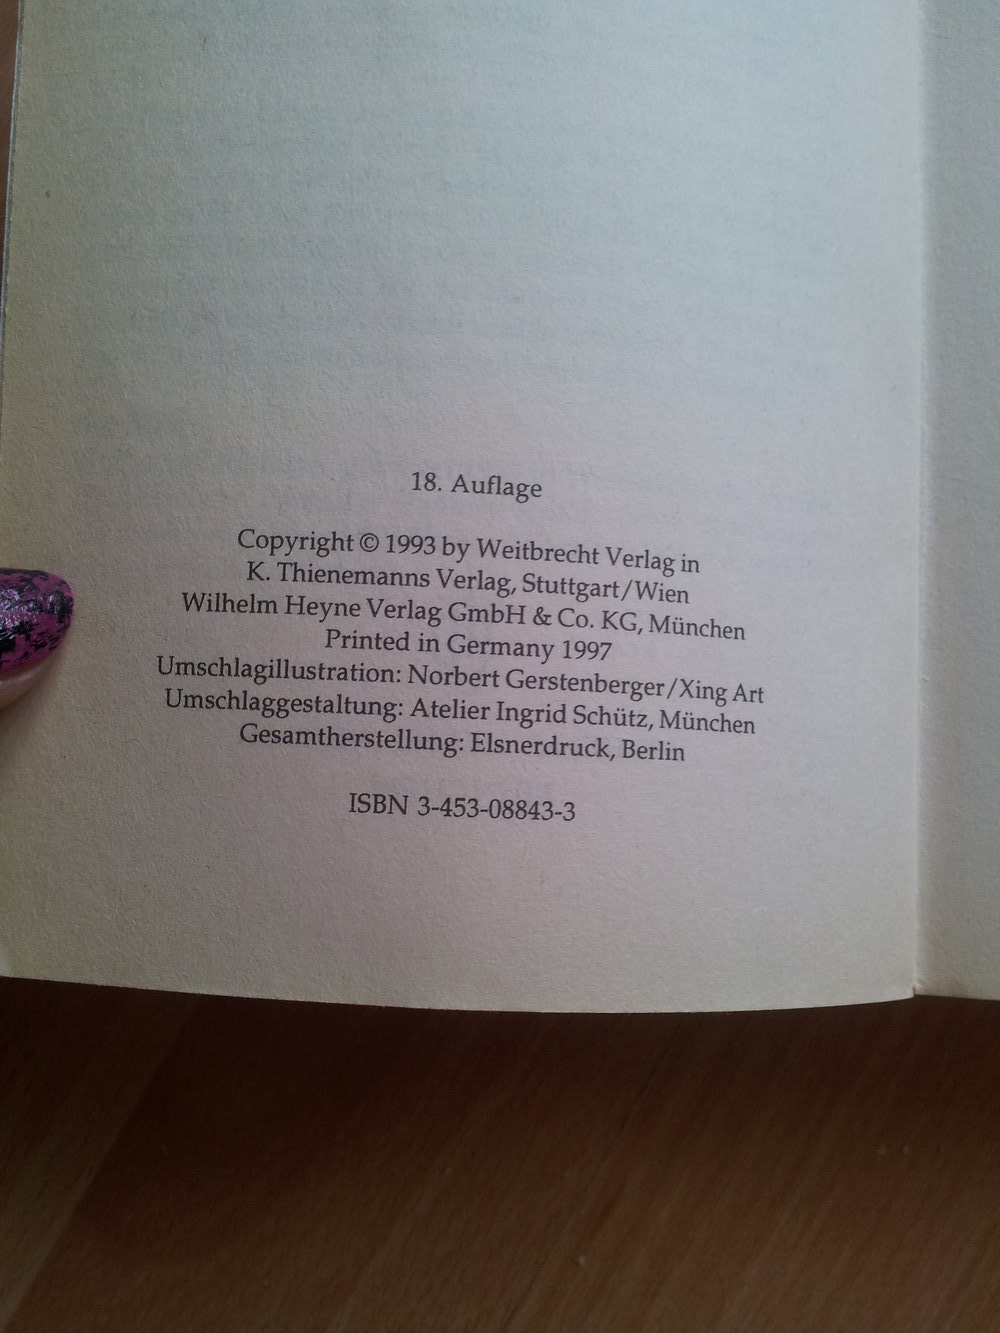 18. Auflage
Copyright © 1993 by Weitbrecht Verlag in
K. Thienemanns Verlag, Stuttgart/Wien
Wilhelm Heyne Verlag GmbH & Co. KG, München
Printed in Germany 1997
Umschlagillustration: Norbert Gerstenberger/Xing Art
Umschlaggestaltung: Atelier Ingrid Schütz, München
Gesamtherstellung: Elsnerdruck, Berlin
ISBN 3-453-08843-3